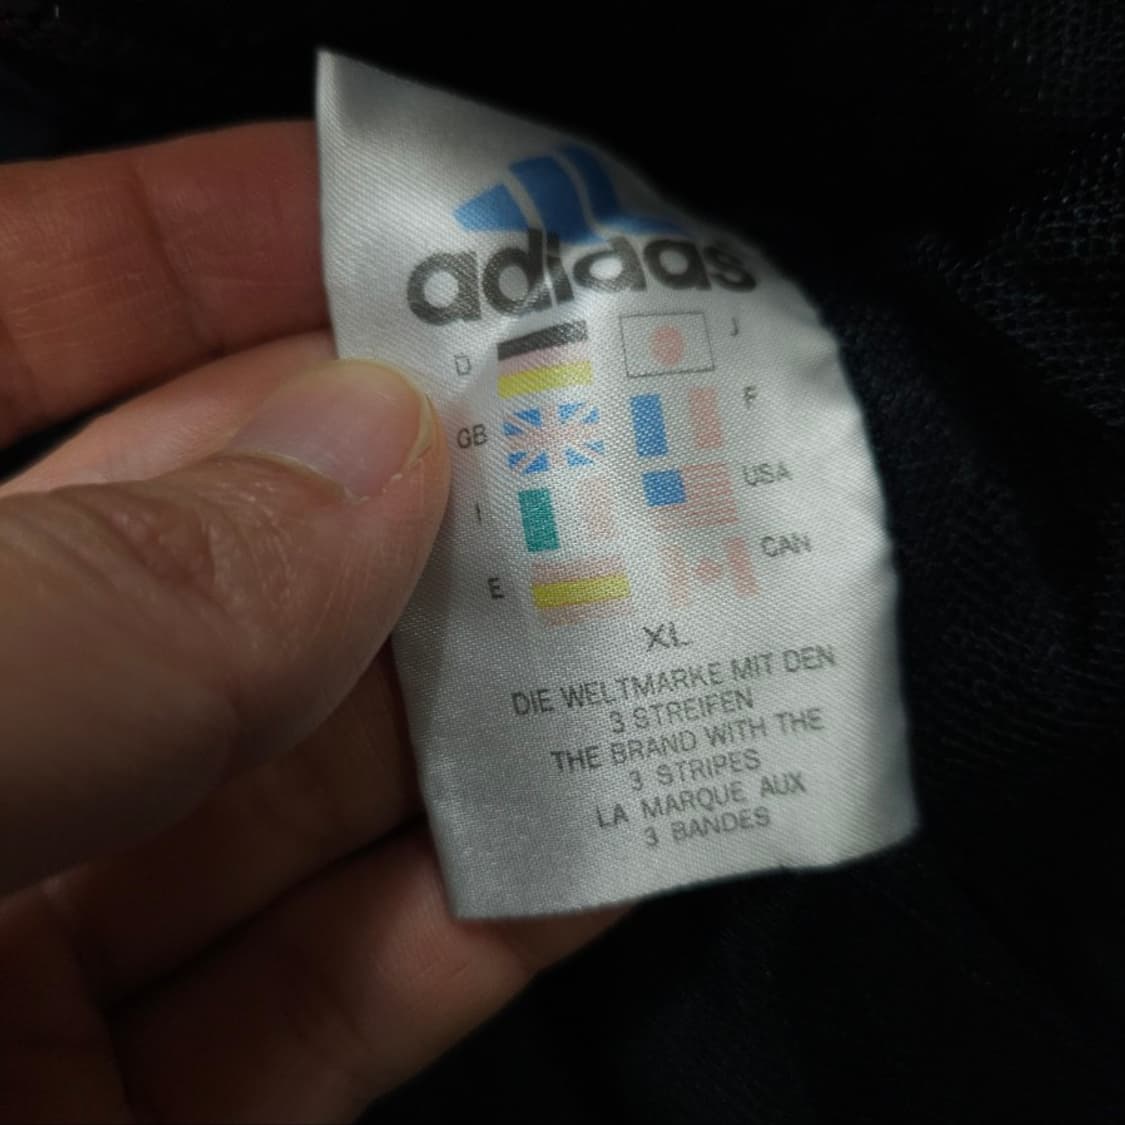 adidas
D J
GB F
I USA
E CAN
XL
DIE WELTMARKE MIT DEN
3 STREIFEN
THE BRAND WITH THE
3 STRIPES
LA MARQUE AUX
3 BANDES